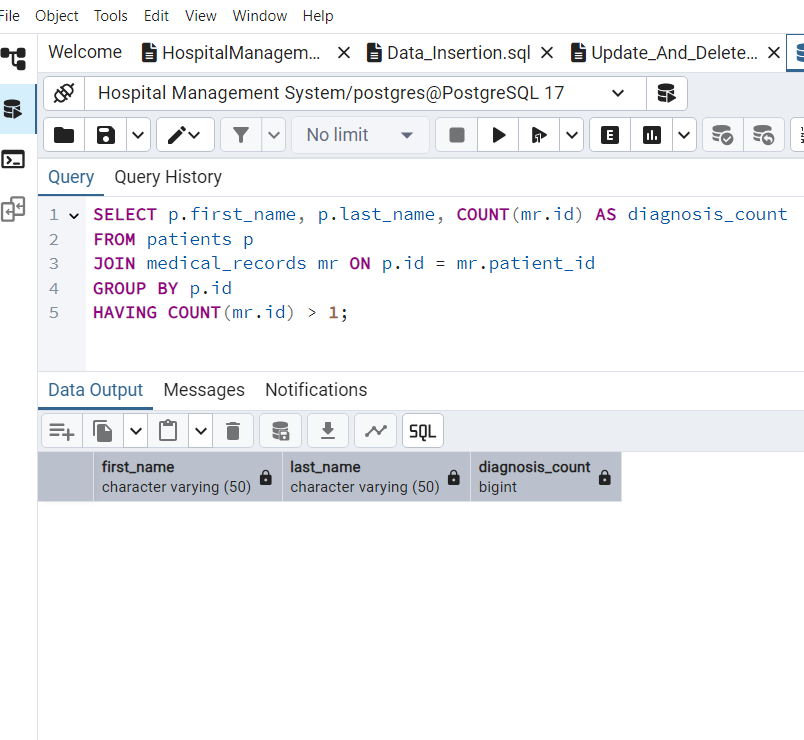 File Object Tools Edit View Window Help
Welcome HospitalManagem... Data_Insertion.sql Update_And_Delete...
Hospital Management System/postgres@PostgreSQL 17
No limit E
Query Query History
1 SELECT p.first_name, p.last_name, COUNT(mr.id) AS diagnosis_count
2 FROM patients p
3 JOIN medical_records mr ON p.id = mr.patient_id
4 GROUP BY p.id
5 HAVING COUNT(mr.id) > 1;
Data Output Messages Notifications
SQL
first_name last_name diagnosis_count
character varying (50) character varying (50) bigint